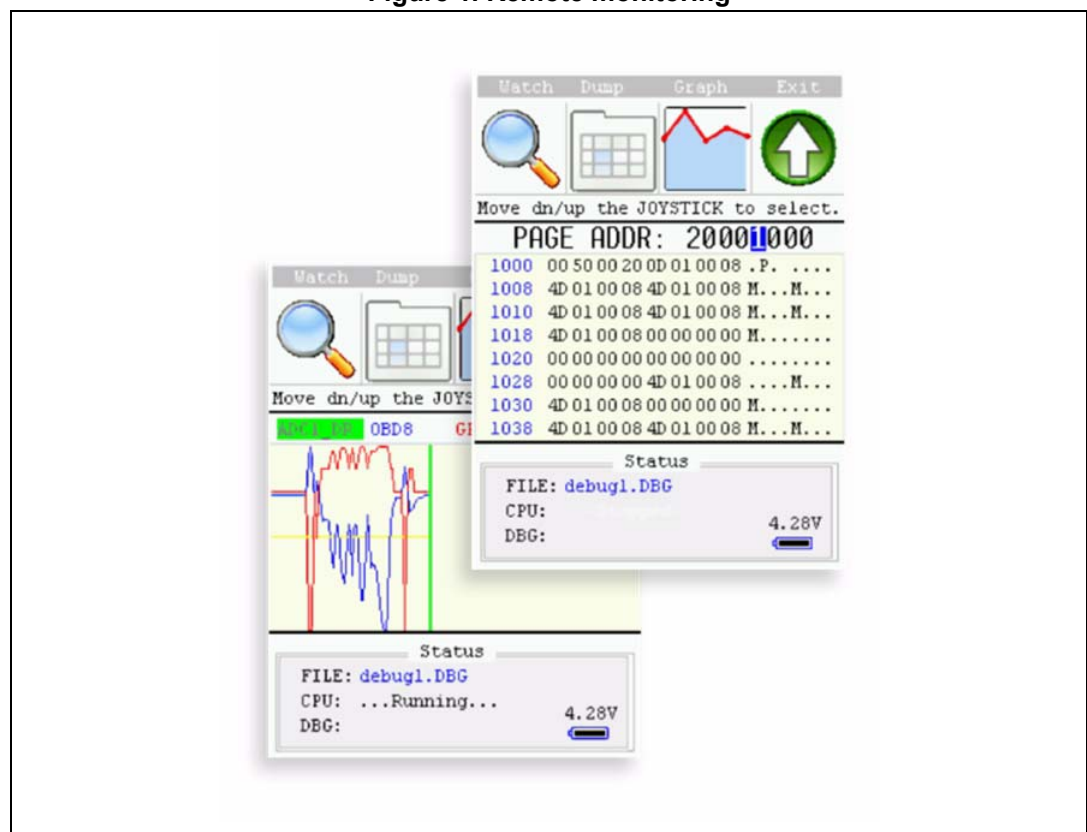 Watch Dump Graph Exit
Move dn/up the JOYSTICK to select.
PAGE ADDR: 20001000
1000 00 50 00 20 0D 01 00 08 .P. ....
1008 4D 01 00 08 4D 01 00 08 M...M...
1010 4D 01 00 08 4D 01 00 08 M...M...
1018 4D 01 00 08 00 00 00 00 M.......
1020 00 00 00 00 00 00 00 00 ........
1028 00 00 00 00 4D 01 00 08 ....M...
1030 4D 01 00 08 00 00 00 00 M.......
1038 4D 01 00 08 4D 01 00 08 M...M...
Status
FILE: debug1.DBG
CPU:
DBG:
4.28V
Watch Dump
Move dn/up the
OBD8
Status
FILE: debug1.DBG
CPU: ...Running...
DBG:
4.28V